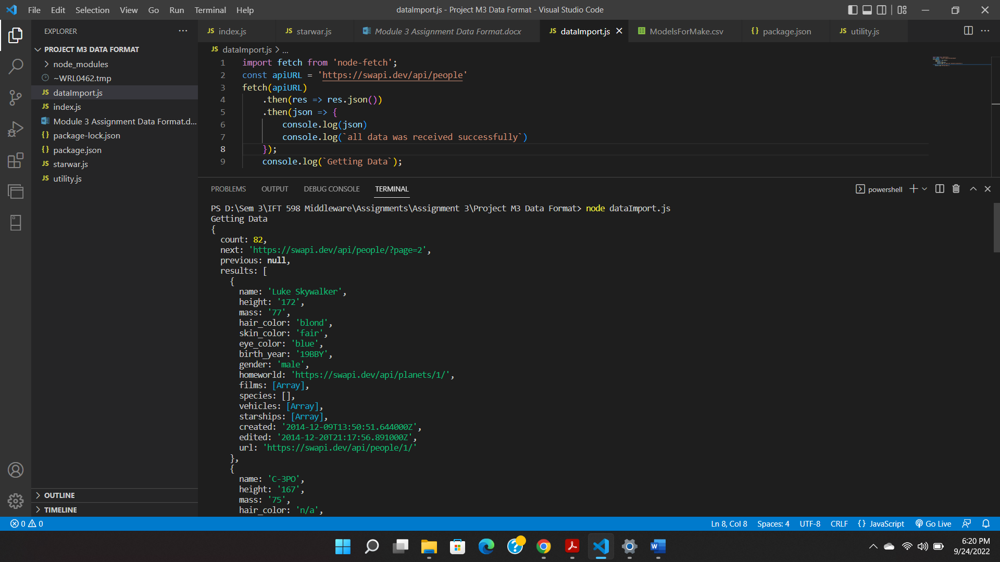 File Edit Selection View Go Run Terminal Help
dataImport.js - Project M3 Data Format - Visual Studio Code
EXPLORER
PROJECT M3 DATA FORMAT
node_modules
~WRL0462.tmp
JS dataImport.js
JS index.js
Module 3 Assignment Data Format.d...
{} package-lock.json
{} package.json
JS starwar.js
JS utility.js
OUTLINE
TIMELINE
JS index.js JS starwar.js Module 3 Assignment Data Format.docx JS dataImport.js ModelsForMake.csv {} package.json JS utility.js
JS dataImport.js > ...
1 import fetch from 'node-fetch';
2 const apiURL = 'https://swapi.dev/api/people'
3 fetch(apiURL)
4 .then(res => res.json())
5 .then(json => {
6 console.log(json)
7 console.log(`all data was received successfully`)
8 });
9 console.log(`Getting Data`);
PROBLEMS OUTPUT DEBUG CONSOLE TERMINAL
powershell
PS D:\Sem 3\IFT 598 Middleware\Assignments\Assignment 3\Project M3 Data Format> node dataImport.js
Getting Data
{
count: 82,
next: 'https://swapi.dev/api/people/?page=2',
previous: null,
results: [
{
name: 'Luke Skywalker',
height: '172',
mass: '77',
hair_color: 'blond',
skin_color: 'fair',
eye_color: 'blue',
birth_year: '19BBY',
gender: 'male',
homeworld: 'https://swapi.dev/api/planets/1/',
films: [Array],
species: [],
vehicles: [Array],
starships: [Array],
created: '2014-12-09T13:50:51.644000Z',
edited: '2014-12-20T21:17:56.891000Z',
url: 'https://swapi.dev/api/people/1/'
},
{
name: 'C-3PO',
height: '167',
mass: '75',
hair_color: 'n/a',
0 0
Ln 8, Col 8 Spaces: 4 UTF-8 CRLF {} JavaScript Go Live
6:20 PM
9/24/2022